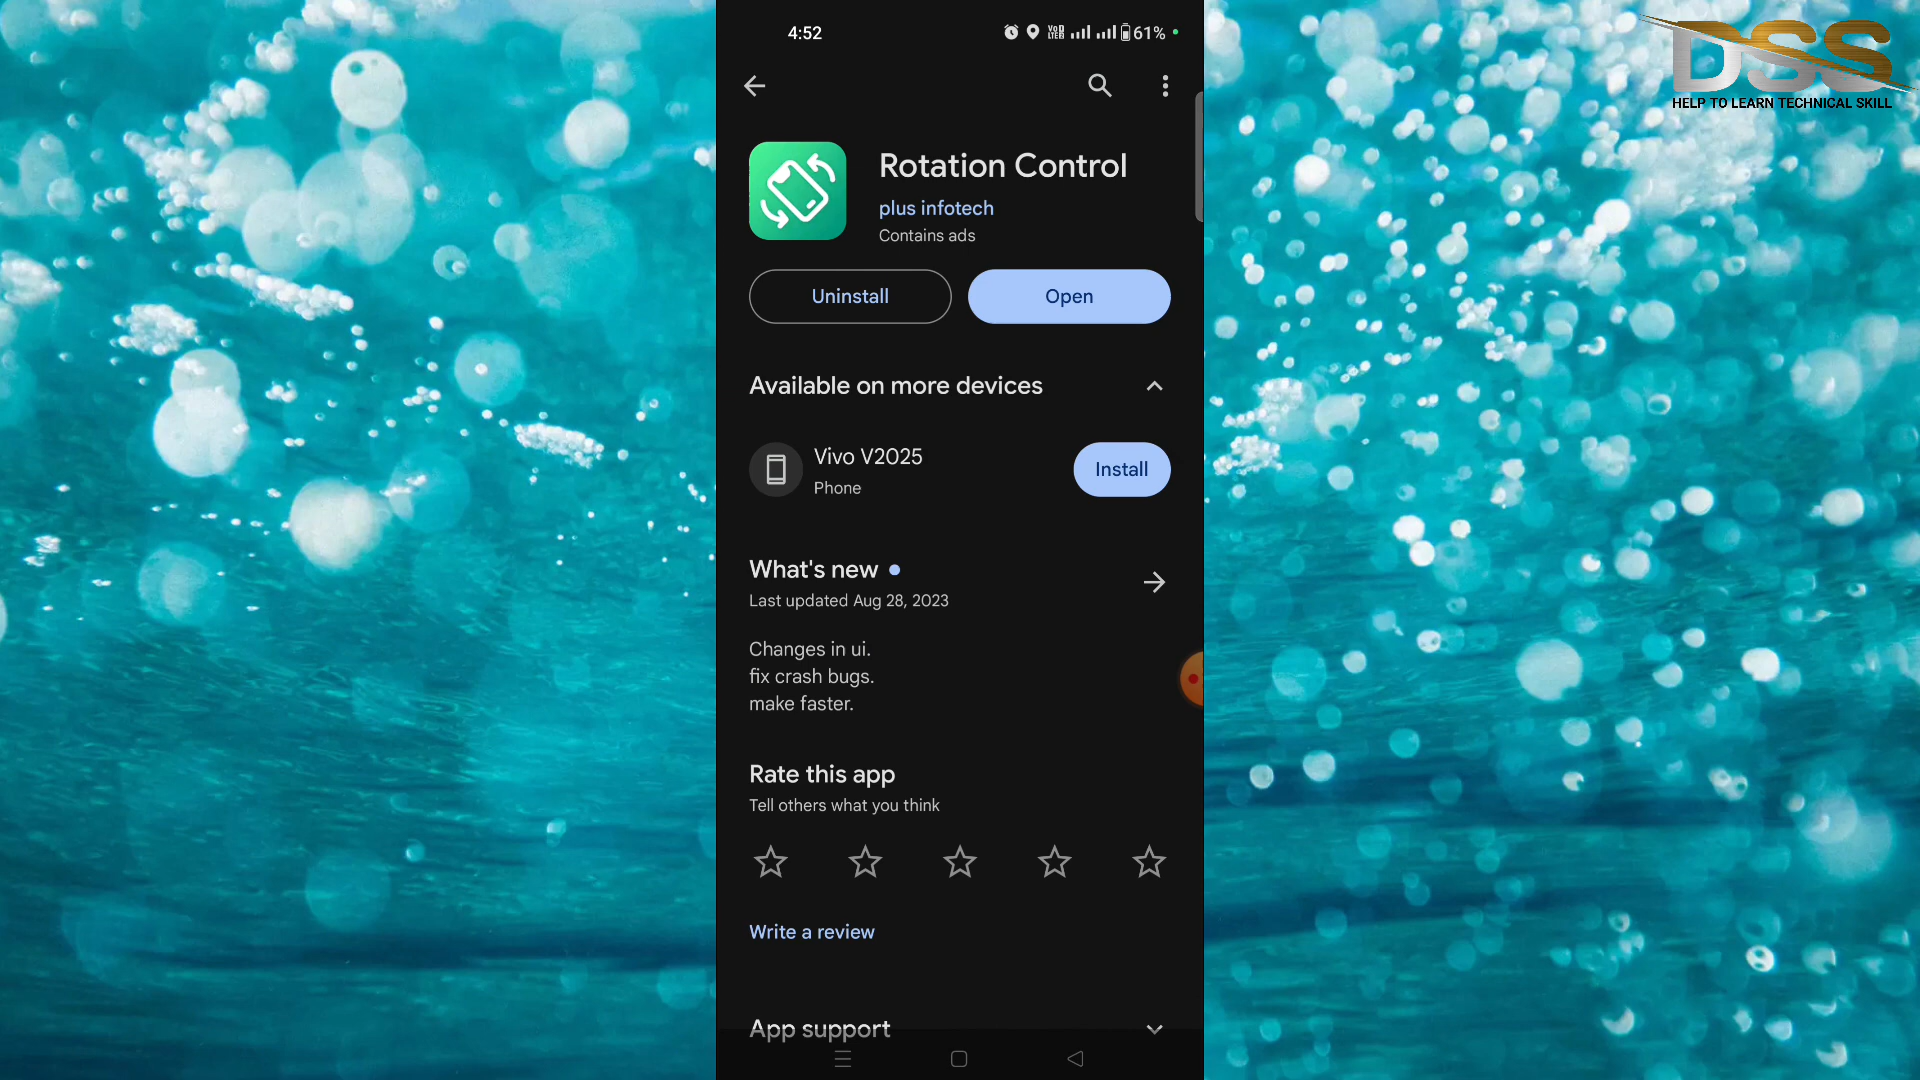 4:52
VoD
LTE2
61%
DSS
HELP TO LEARN TECHNICAL SKILL
Rotation Control
plus infotech
Contains ads
Uninstall
Open
Available on more devices
Vivo V2025
Phone
Install
What's new
Last updated Aug 28, 2023
Changes in ui.
fix crash bugs.
make faster.
Rate this app
Tell others what you think
Write a review
App support